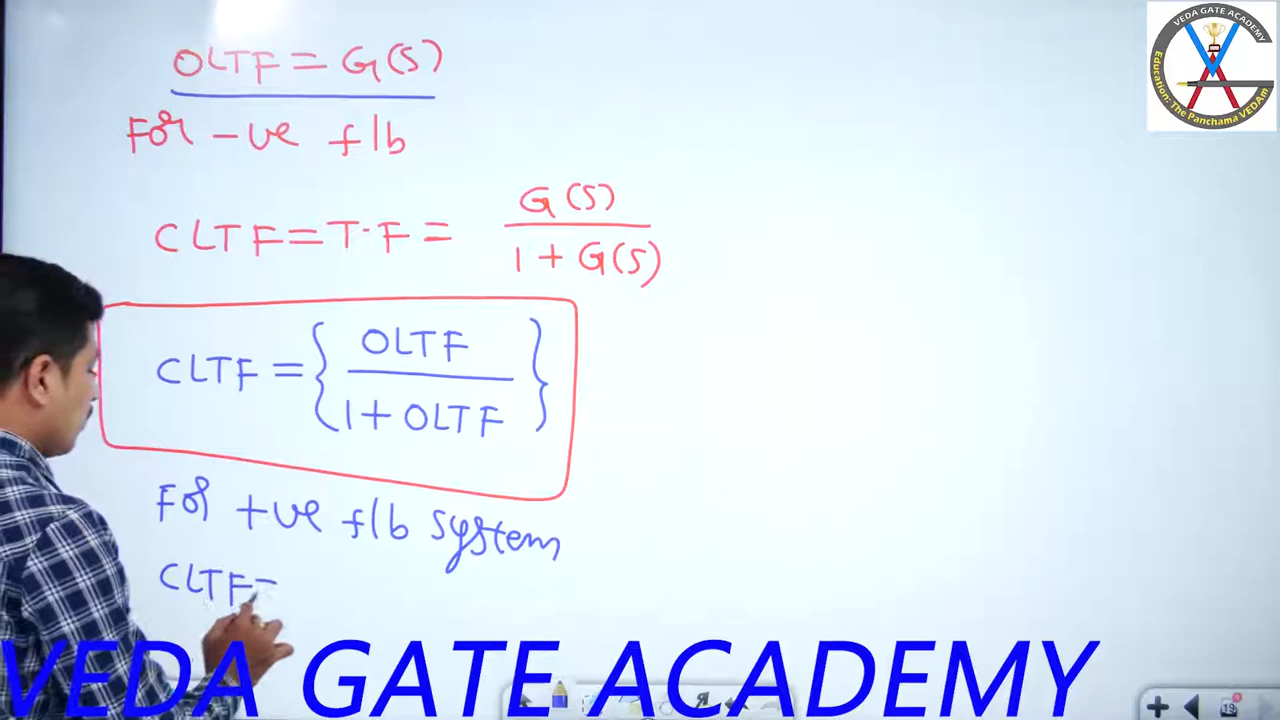 OLTF = G(S)
For -ve f/b
CLTF = T.F = G(S) / 1 + G(S)
CLTF = { OLTF / 1 + OLTF }
For +ve f/b system
CLTF=
VEDA GATE ACADEMY
VEDA GATE ACADEMY
Education: The Panchama VEDAm
19